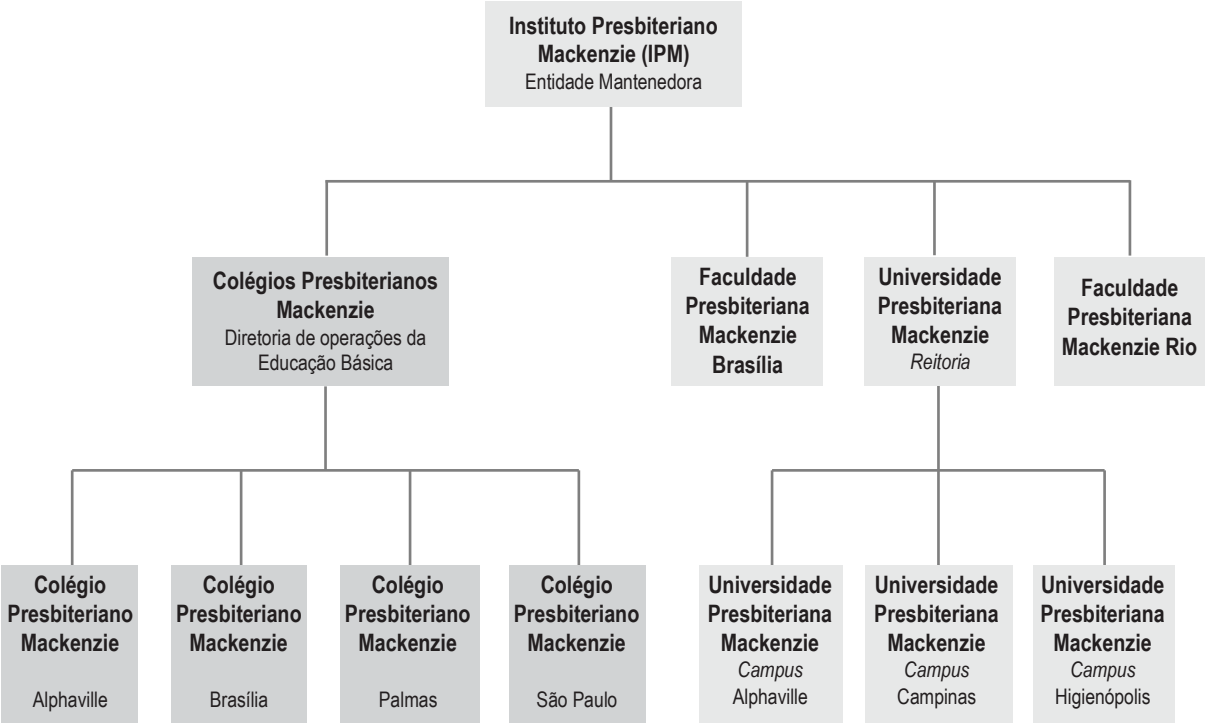 Instituto Presbiteriano
Mackenzie (IPM)
Entidade Mantenedora
Colégios Presbiterianos
Mackenzie
Diretoria de operações da
Educação Básica
Faculdade
Presbiteriana
Mackenzie
Brasília
Universidade
Presbiteriana
Mackenzie
Reitoria
Faculdade
Presbiteriana
Mackenzie Rio
Colégio
Presbiteriano
Mackenzie
Alphaville
Colégio
Presbiteriano
Mackenzie
Brasília
Colégio
Presbiteriano
Mackenzie
Palmas
Colégio
Presbiteriano
Mackenzie
São Paulo
Universidade
Presbiteriana
Mackenzie
Campus
Alphaville
Universidade
Presbiteriana
Mackenzie
Campus
Campinas
Universidade
Presbiteriana
Mackenzie
Campus
Higienópolis